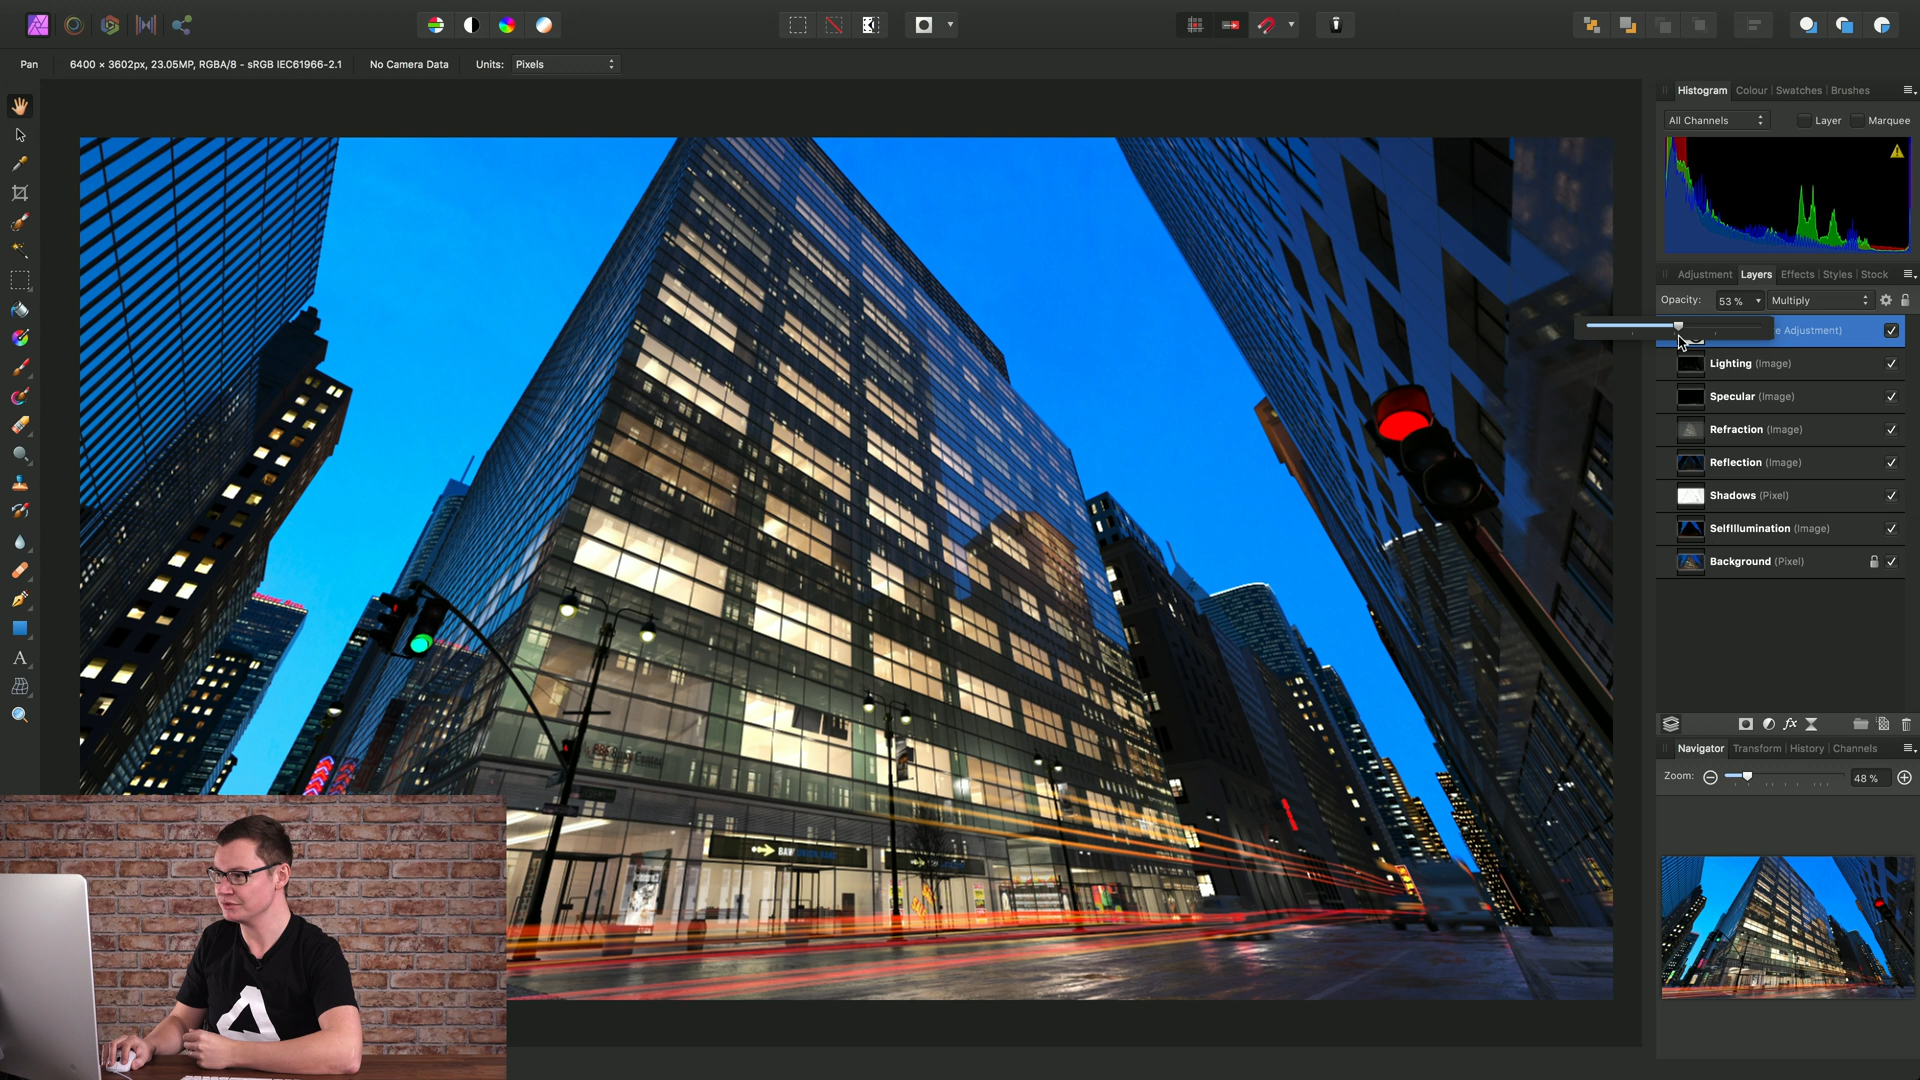 Pan
6400 × 3602px, 23.05MP, RGBA/8 - sRGB IEC61966-2.1
No Camera Data
Units: Pixels
Histogram Colour Swatches Brushes
All Channels
Layer
Marquee
Adjustment Layers Effects Styles Stock
Opacity: 53 % Multiply
e Adjustment)
Lighting (Image)
Specular (Image)
Refraction (Image)
Reflection (Image)
Shadows (Pixel)
SelfIllumination (Image)
Background (Pixel)
fx
Navigator Transform History Channels
Zoom: 48 %
A
BAW